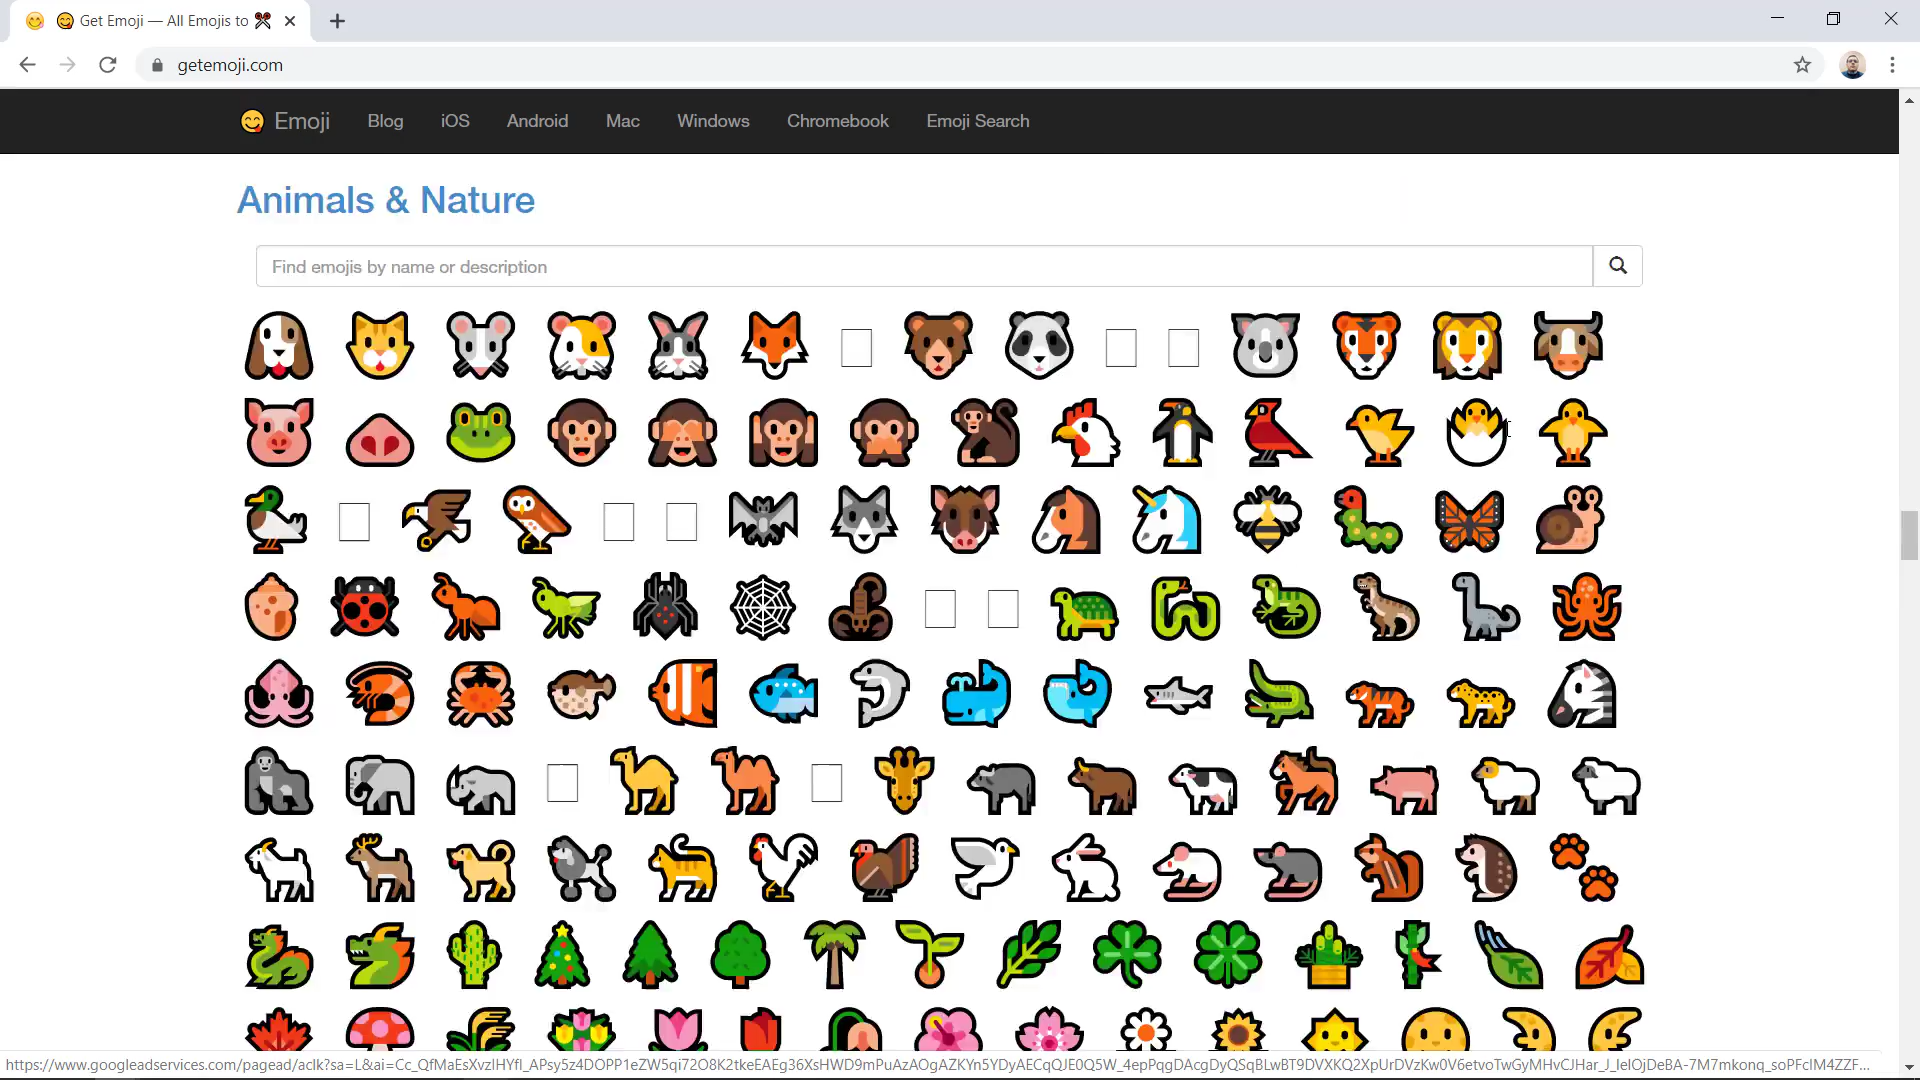 Get Emoji — All Emojis to
getemoji.com
Emoji Blog iOS Android Mac Windows Chromebook Emoji Search
Animals & Nature
Find emojis by name or description